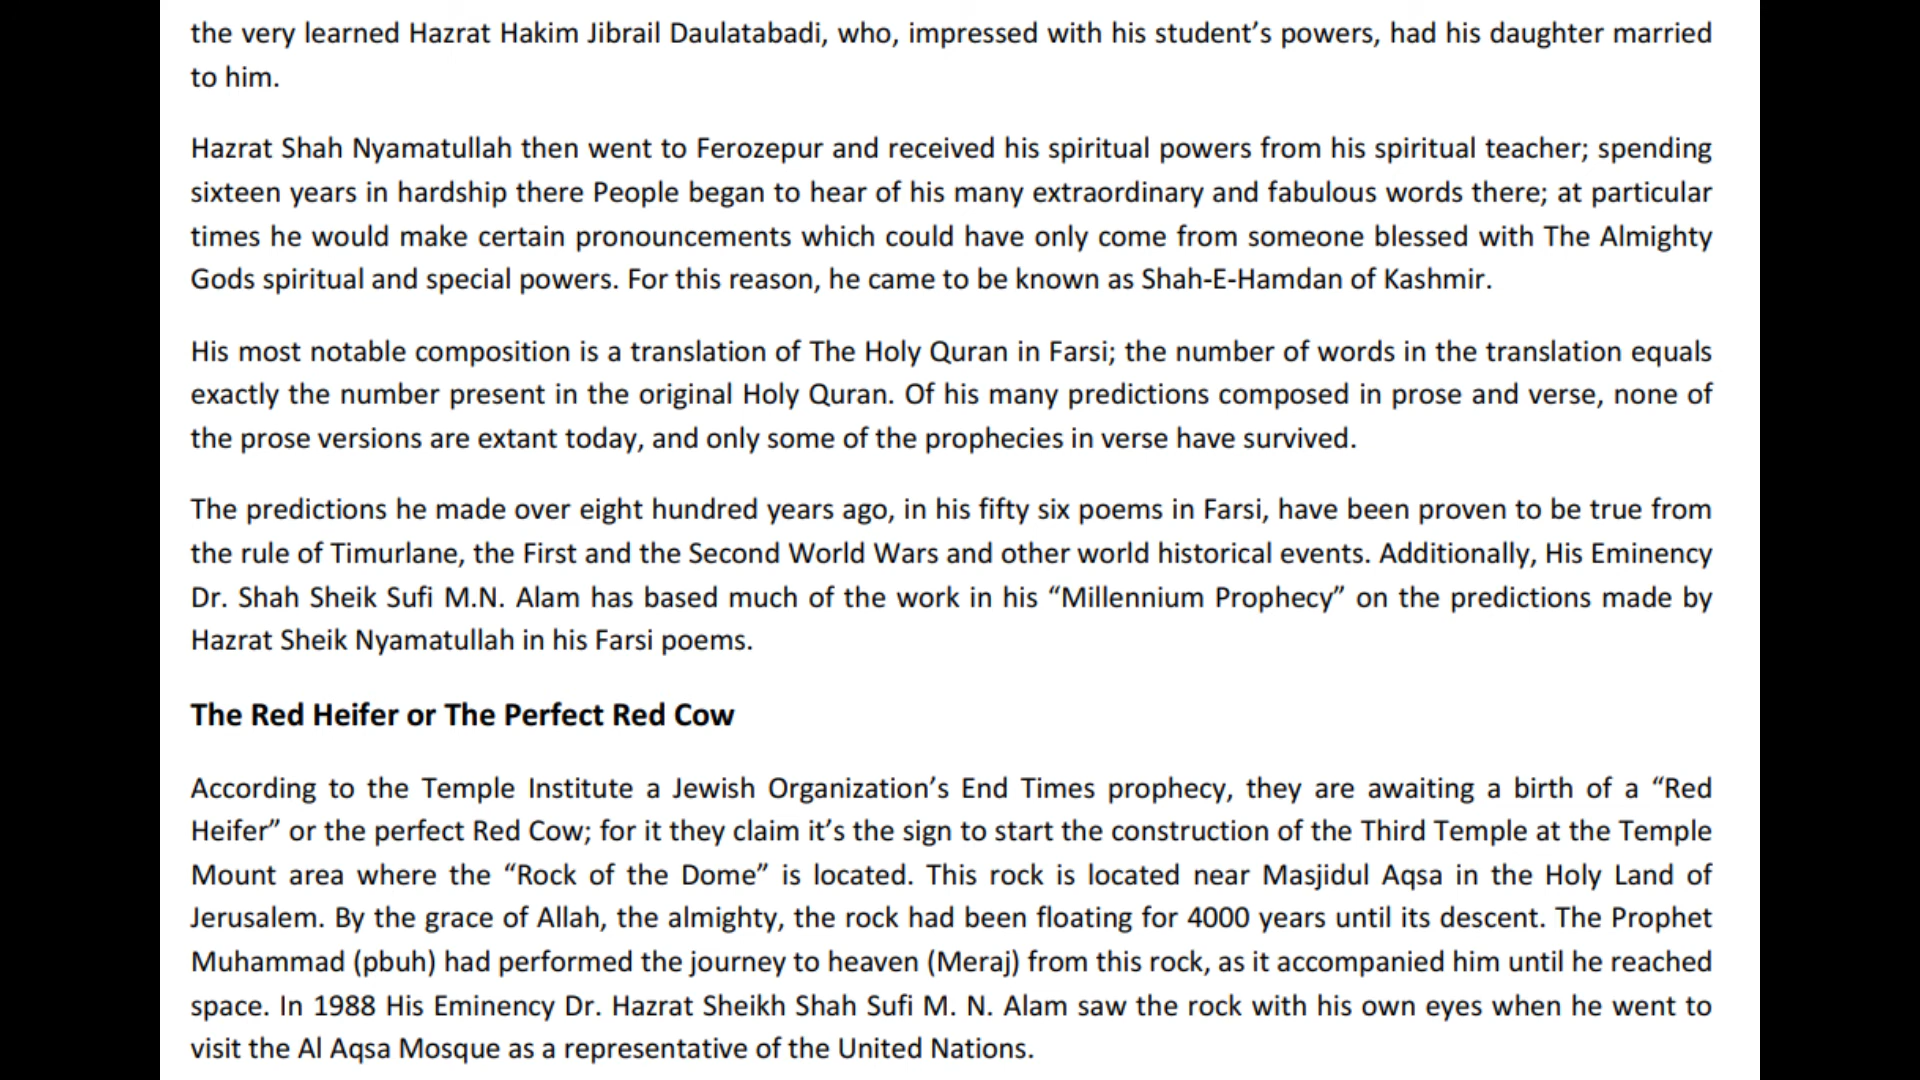 the very learned Hazrat Hakim Jibrail Daulatabadi, who, impressed with his student’s powers, had his daughter married
to him.
Hazrat Shah Nyamatullah then went to Ferozepur and received his spiritual powers from his spiritual teacher; spending
sixteen years in hardship there People began to hear of his many extraordinary and fabulous words there; at particular
times he would make certain pronouncements which could have only come from someone blessed with The Almighty
Gods spiritual and special powers. For this reason, he came to be known as Shah-E-Hamdan of Kashmir.
His most notable composition is a translation of The Holy Quran in Farsi; the number of words in the translation equals
exactly the number present in the original Holy Quran. Of his many predictions composed in prose and verse, none of
the prose versions are extant today, and only some of the prophecies in verse have survived.
The predictions he made over eight hundred years ago, in his fifty six poems in Farsi, have been proven to be true from
the rule of Timurlane, the First and the Second World Wars and other world historical events. Additionally, His Eminency
Dr. Shah Sheik Sufi M.N. Alam has based much of the work in his “Millennium Prophecy” on the predictions made by
Hazrat Sheik Nyamatullah in his Farsi poems.
The Red Heifer or The Perfect Red Cow
According to the Temple Institute a Jewish Organization’s End Times prophecy, they are awaiting a birth of a “Red
Heifer” or the perfect Red Cow; for it they claim it’s the sign to start the construction of the Third Temple at the Temple
Mount area where the “Rock of the Dome” is located. This rock is located near Masjidul Aqsa in the Holy Land of
Jerusalem. By the grace of Allah, the almighty, the rock had been floating for 4000 years until its descent. The Prophet
Muhammad (pbuh) had performed the journey to heaven (Meraj) from this rock, as it accompanied him until he reached
space. In 1988 His Eminency Dr. Hazrat Sheikh Shah Sufi M. N. Alam saw the rock with his own eyes when he went to
visit the Al Aqsa Mosque as a representative of the United Nations.